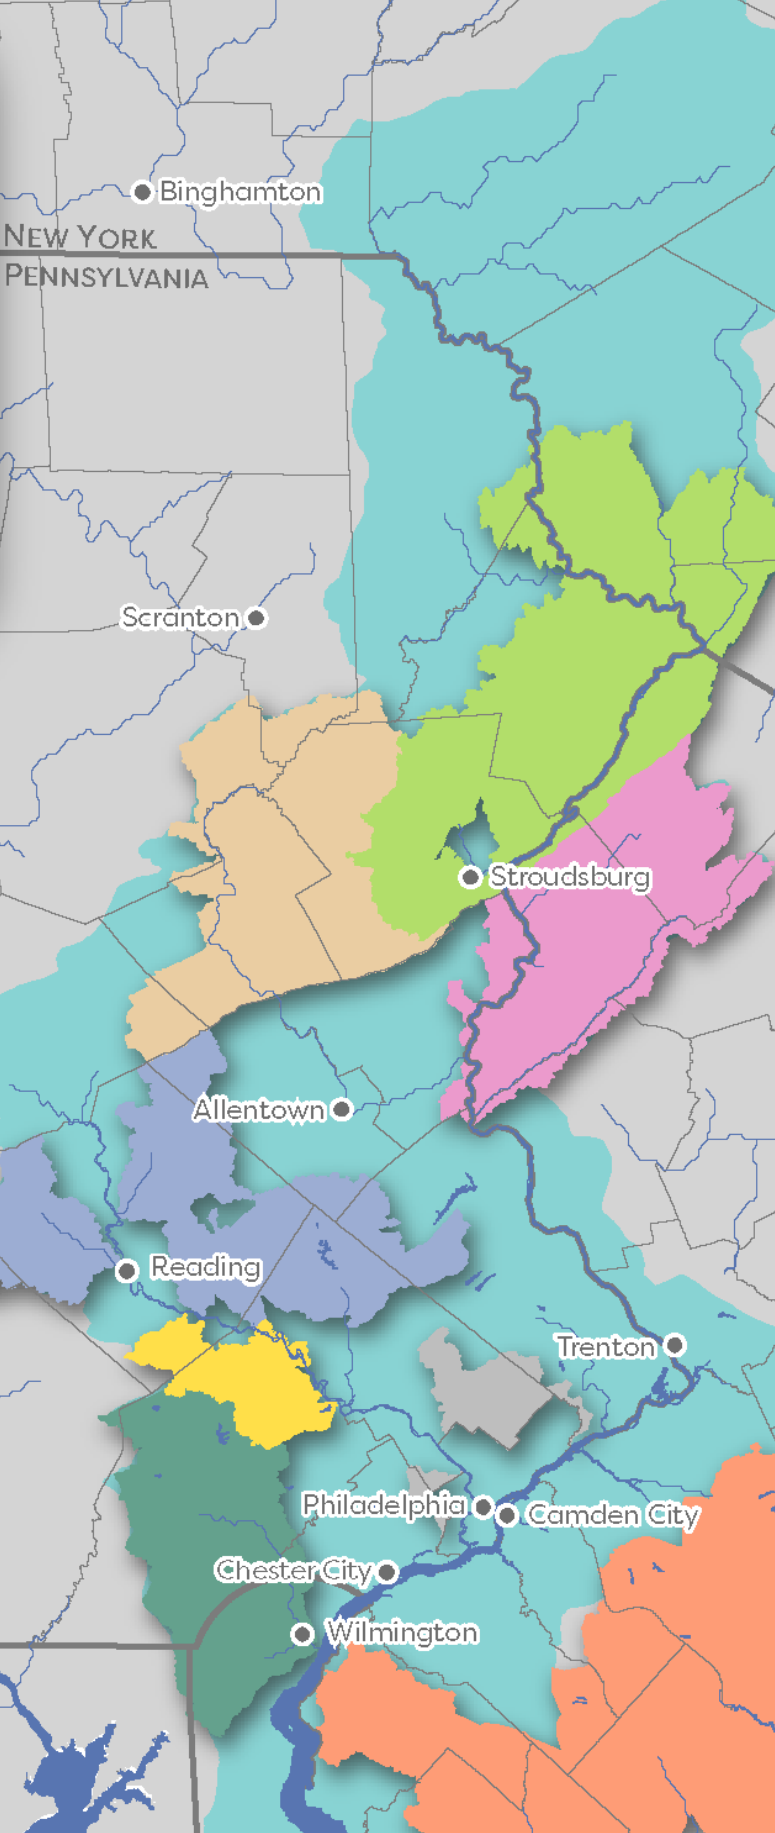 Binghamton
NEW YORK
PENNSYLVANIA
Scranton
Stroudsburg
Allentown
Reading
Trenton
Philadelphia
Camden City
Chester City
Wilmington